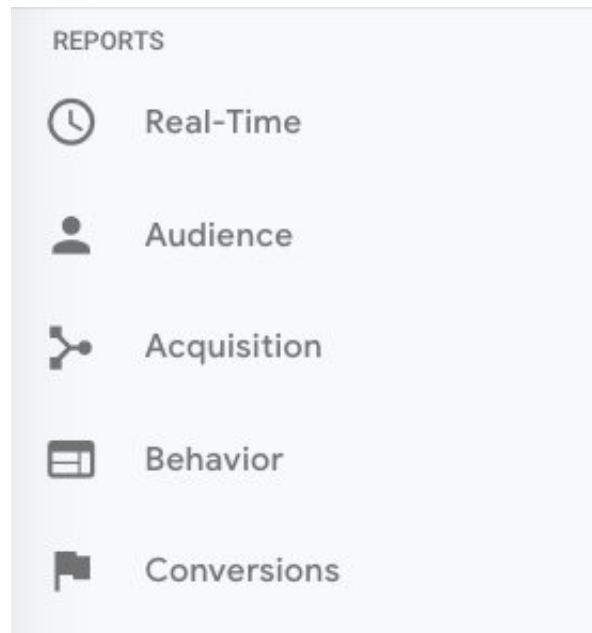 REPORTS
Real-Time
Audience
Acquisition
Behavior
Conversions